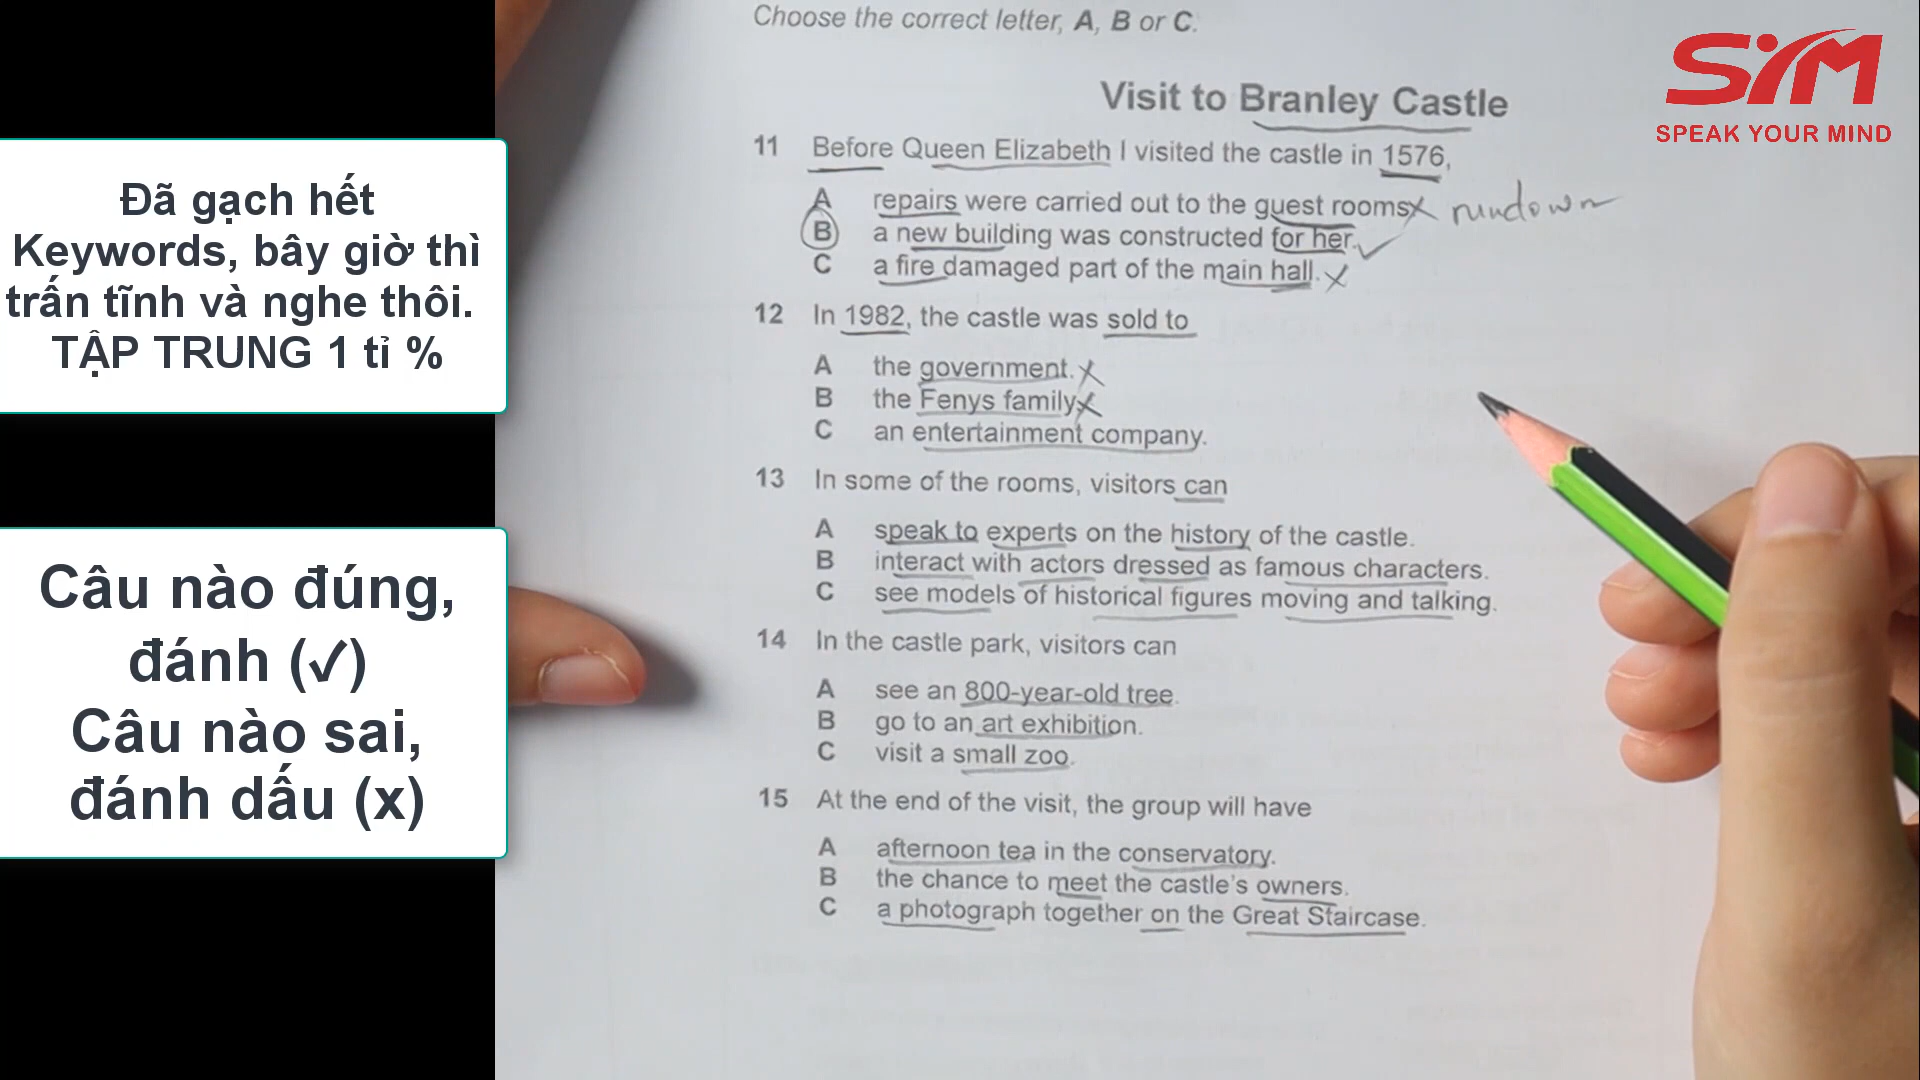 Choose the correct letter, A, B or C.
SIM
SPEAK YOUR MIND
Visit to Branley Castle
11 Before Queen Elizabeth I visited the castle in 1576,
A repairs were carried out to the guest rooms. x rundown
B a new building was constructed for her. ✓
C a fire damaged part of the main hall. x
12 In 1982, the castle was sold to
A the government. x
B the Fenys family. x
C an entertainment company.
13 In some of the rooms, visitors can
A speak to experts on the history of the castle.
B interact with actors dressed as famous characters.
C see models of historical figures moving and talking.
14 In the castle park, visitors can
A see an 800-year-old tree.
B go to an art exhibition.
C visit a small zoo.
15 At the end of the visit, the group will have
A afternoon tea in the conservatory.
B the chance to meet the castle's owners.
C a photograph together on the Great Staircase.
Đã gạch hết
Keywords, bây giờ thì
trấn tĩnh và nghe thôi.
TẬP TRUNG 1 tỉ %
Câu nào đúng,
đánh (✓)
Câu nào sai,
đánh dấu (x)